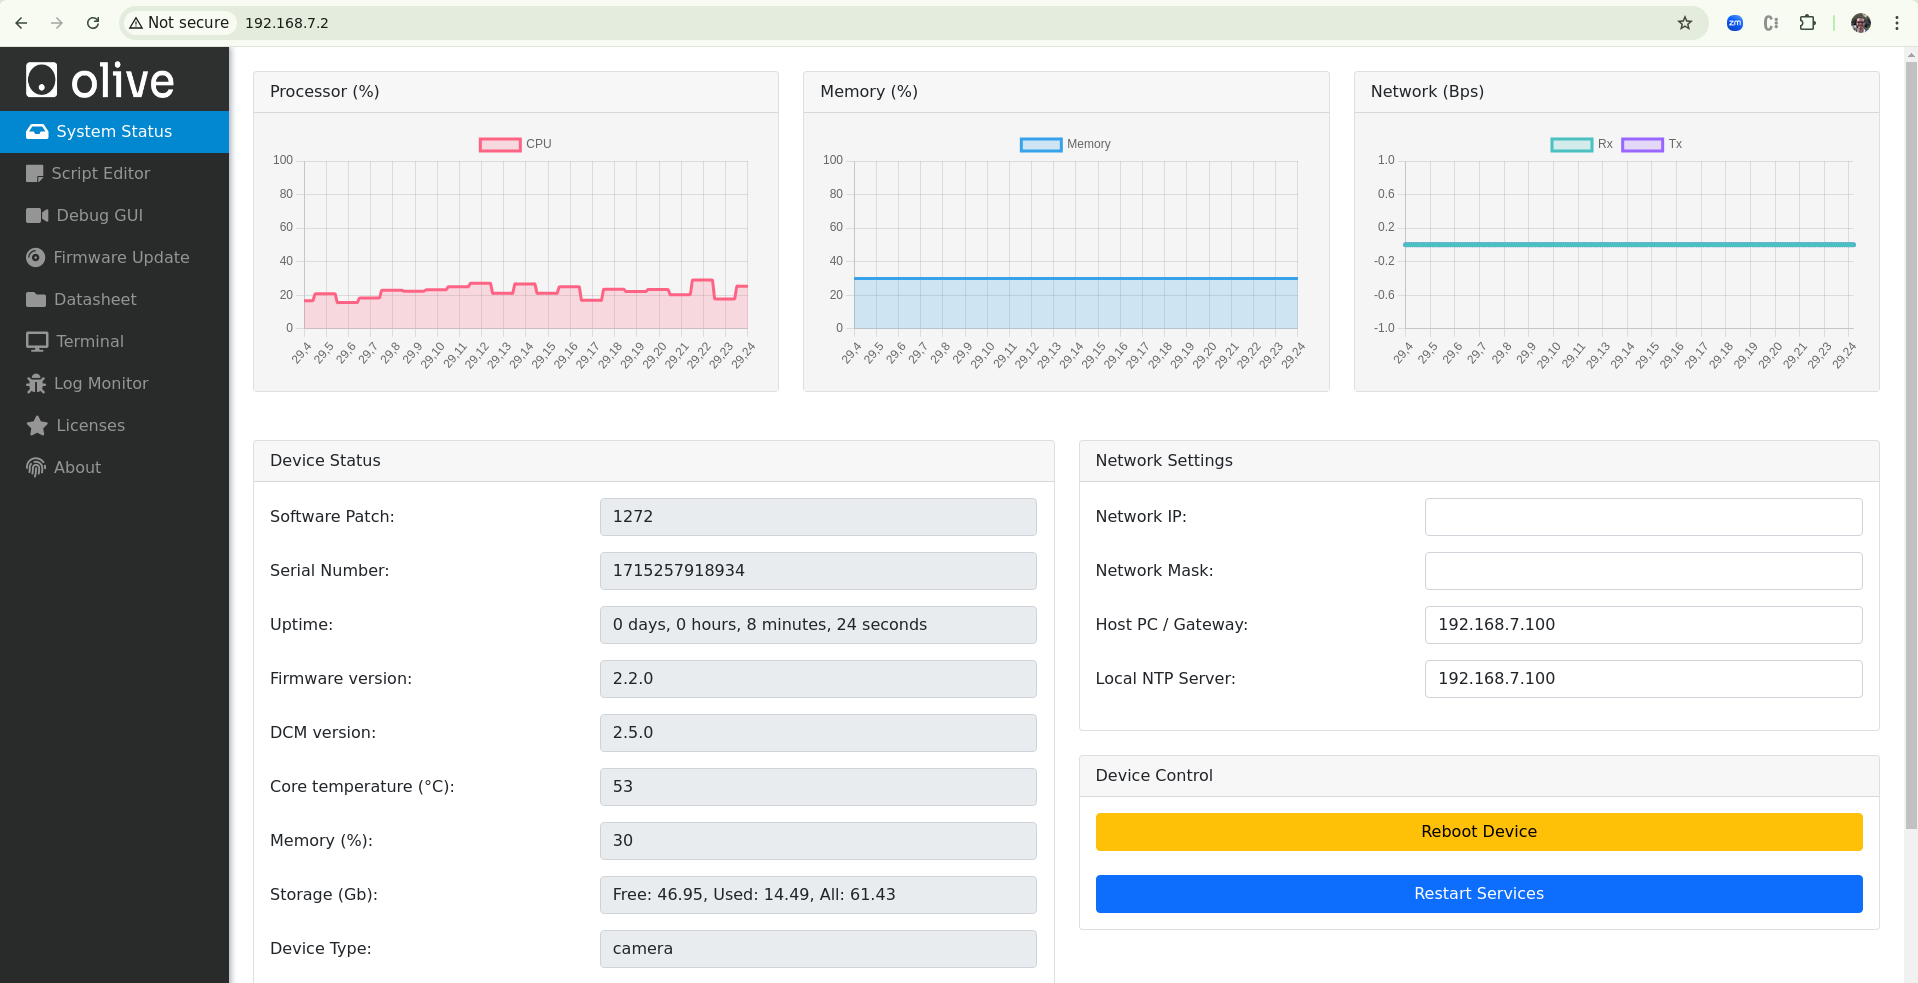 Not secure 192.168.7.2
zm
olive
System Status
Script Editor
Debug GUI
Firmware Update
Datasheet
Terminal
Log Monitor
Licenses
About
Processor (%)
CPU
100
80
60
40
20
0
29,4 29,5 29,6 29,7 29,8 29,9 29,10 29,11 29,12 29,13 29,14 29,15 29,16 29,17 29,18 29,19 29,20 29,21 29,22 29,23 29,24
Memory (%)
Memory
100
80
60
40
20
0
29,4 29,5 29,6 29,7 29,8 29,9 29,10 29,11 29,12 29,13 29,14 29,15 29,16 29,17 29,18 29,19 29,20 29,21 29,22 29,23 29,24
Network (Bps)
Rx Tx
1.0
0.6
0.2
-0.2
-0.6
-1.0
29,4 29,5 29,6 29,7 29,8 29,9 29,10 29,11 29,13 29,14 29,15 29,16 29,17 29,18 29,19 29,20 29,21 29,23 29,24
Device Status
Software Patch: 1272
Serial Number: 1715257918934
Uptime: 0 days, 0 hours, 8 minutes, 24 seconds
Firmware version: 2.2.0
DCM version: 2.5.0
Core temperature (°C): 53
Memory (%): 30
Storage (Gb): Free: 46.95, Used: 14.49, All: 61.43
Device Type: camera
Network Settings
Network IP:
Network Mask:
Host PC / Gateway: 192.168.7.100
Local NTP Server: 192.168.7.100
Device Control
Reboot Device
Restart Services